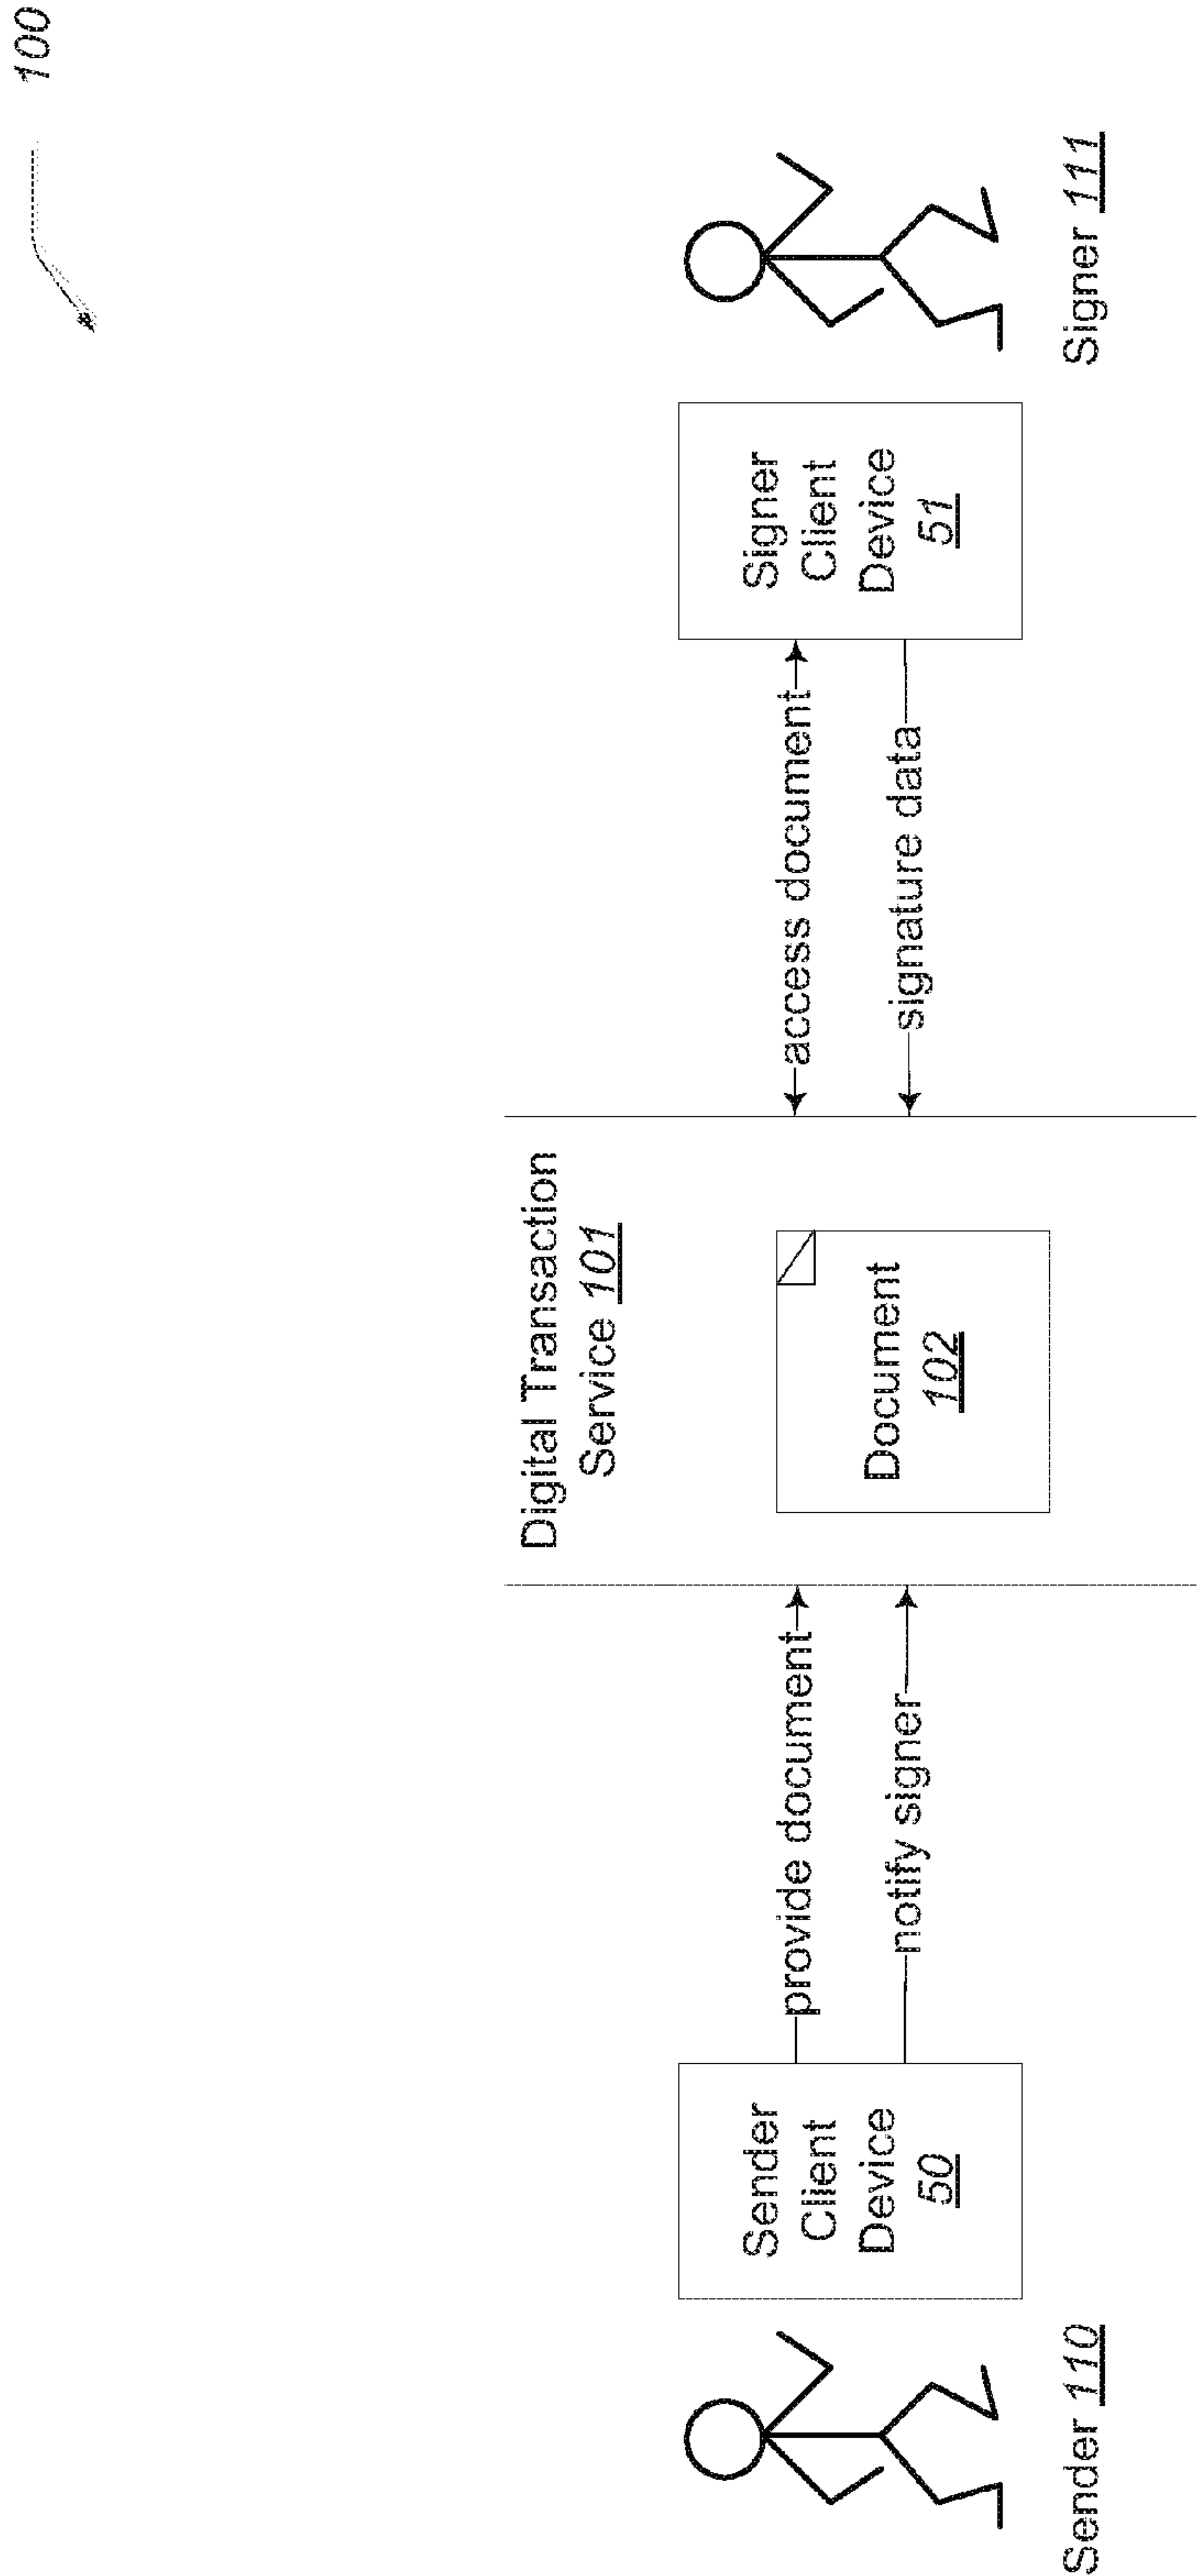 100
Digital Transaction
Service 101
Sender
Client
Device
50
provide document
notify signer
Document
102
access document
signature data
Signer
Client
Device
51
Sender 110
Signer 111